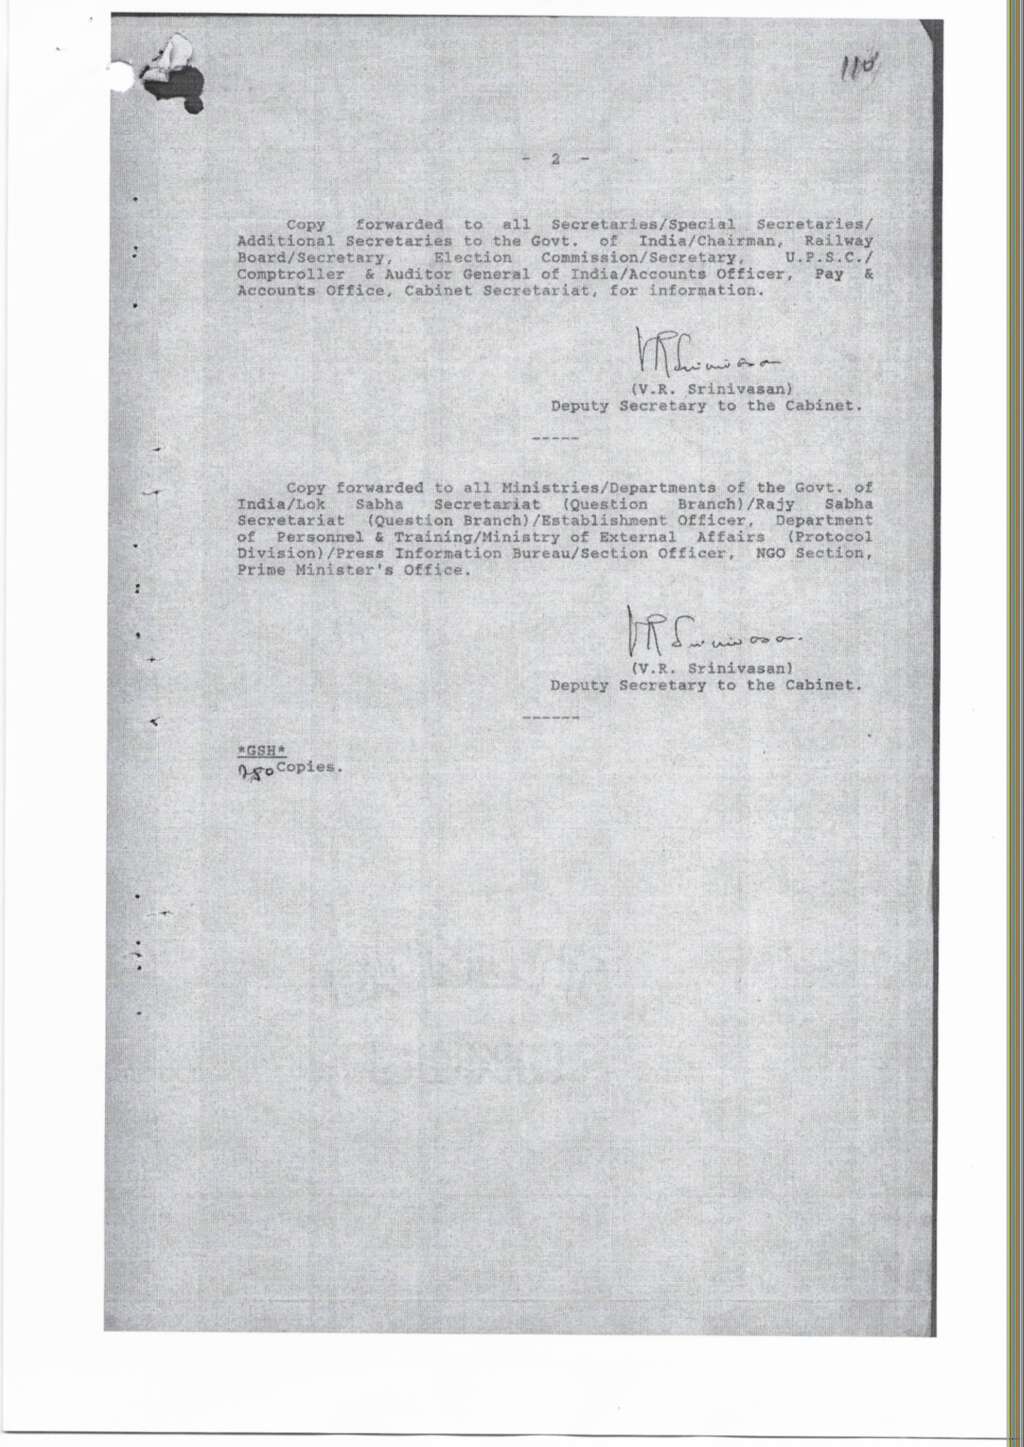 110
- 2 -
Copy forwarded to all Secretaries/Special Secretaries/
Additional Secretaries to the Govt. of India/Chairman, Railway
Board/Secretary, Election Commission/Secretary, U.P.S.C./
Comptroller & Auditor General of India/Accounts Officer, Pay &
Accounts Office, Cabinet Secretariat, for information.
VRSrinivasan
(V.R. Srinivasan)
Deputy Secretary to the Cabinet.
-----
Copy forwarded to all Ministries/Departments of the Govt. of
India/Lok Sabha Secretariat (Question Branch)/Rajy Sabha
Secretariat (Question Branch)/Establishment Officer, Department
of Personnel & Training/Ministry of External Affairs (Protocol
Division)/Press Information Bureau/Section Officer, NGO Section,
Prime Minister's Office.
VRSrinivasan.
(V.R. Srinivasan)
Deputy Secretary to the Cabinet.
------
*GSH*
250 Copies.